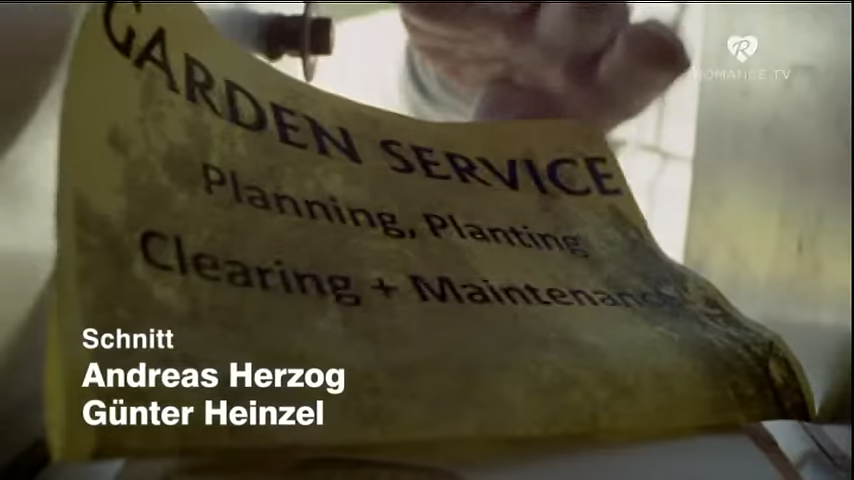 GARDEN SERVICE
Planning, Planting
Clearing + Maintenance
R
ROMANCE TV
Schnitt
Andreas Herzog
Günter Heinzel